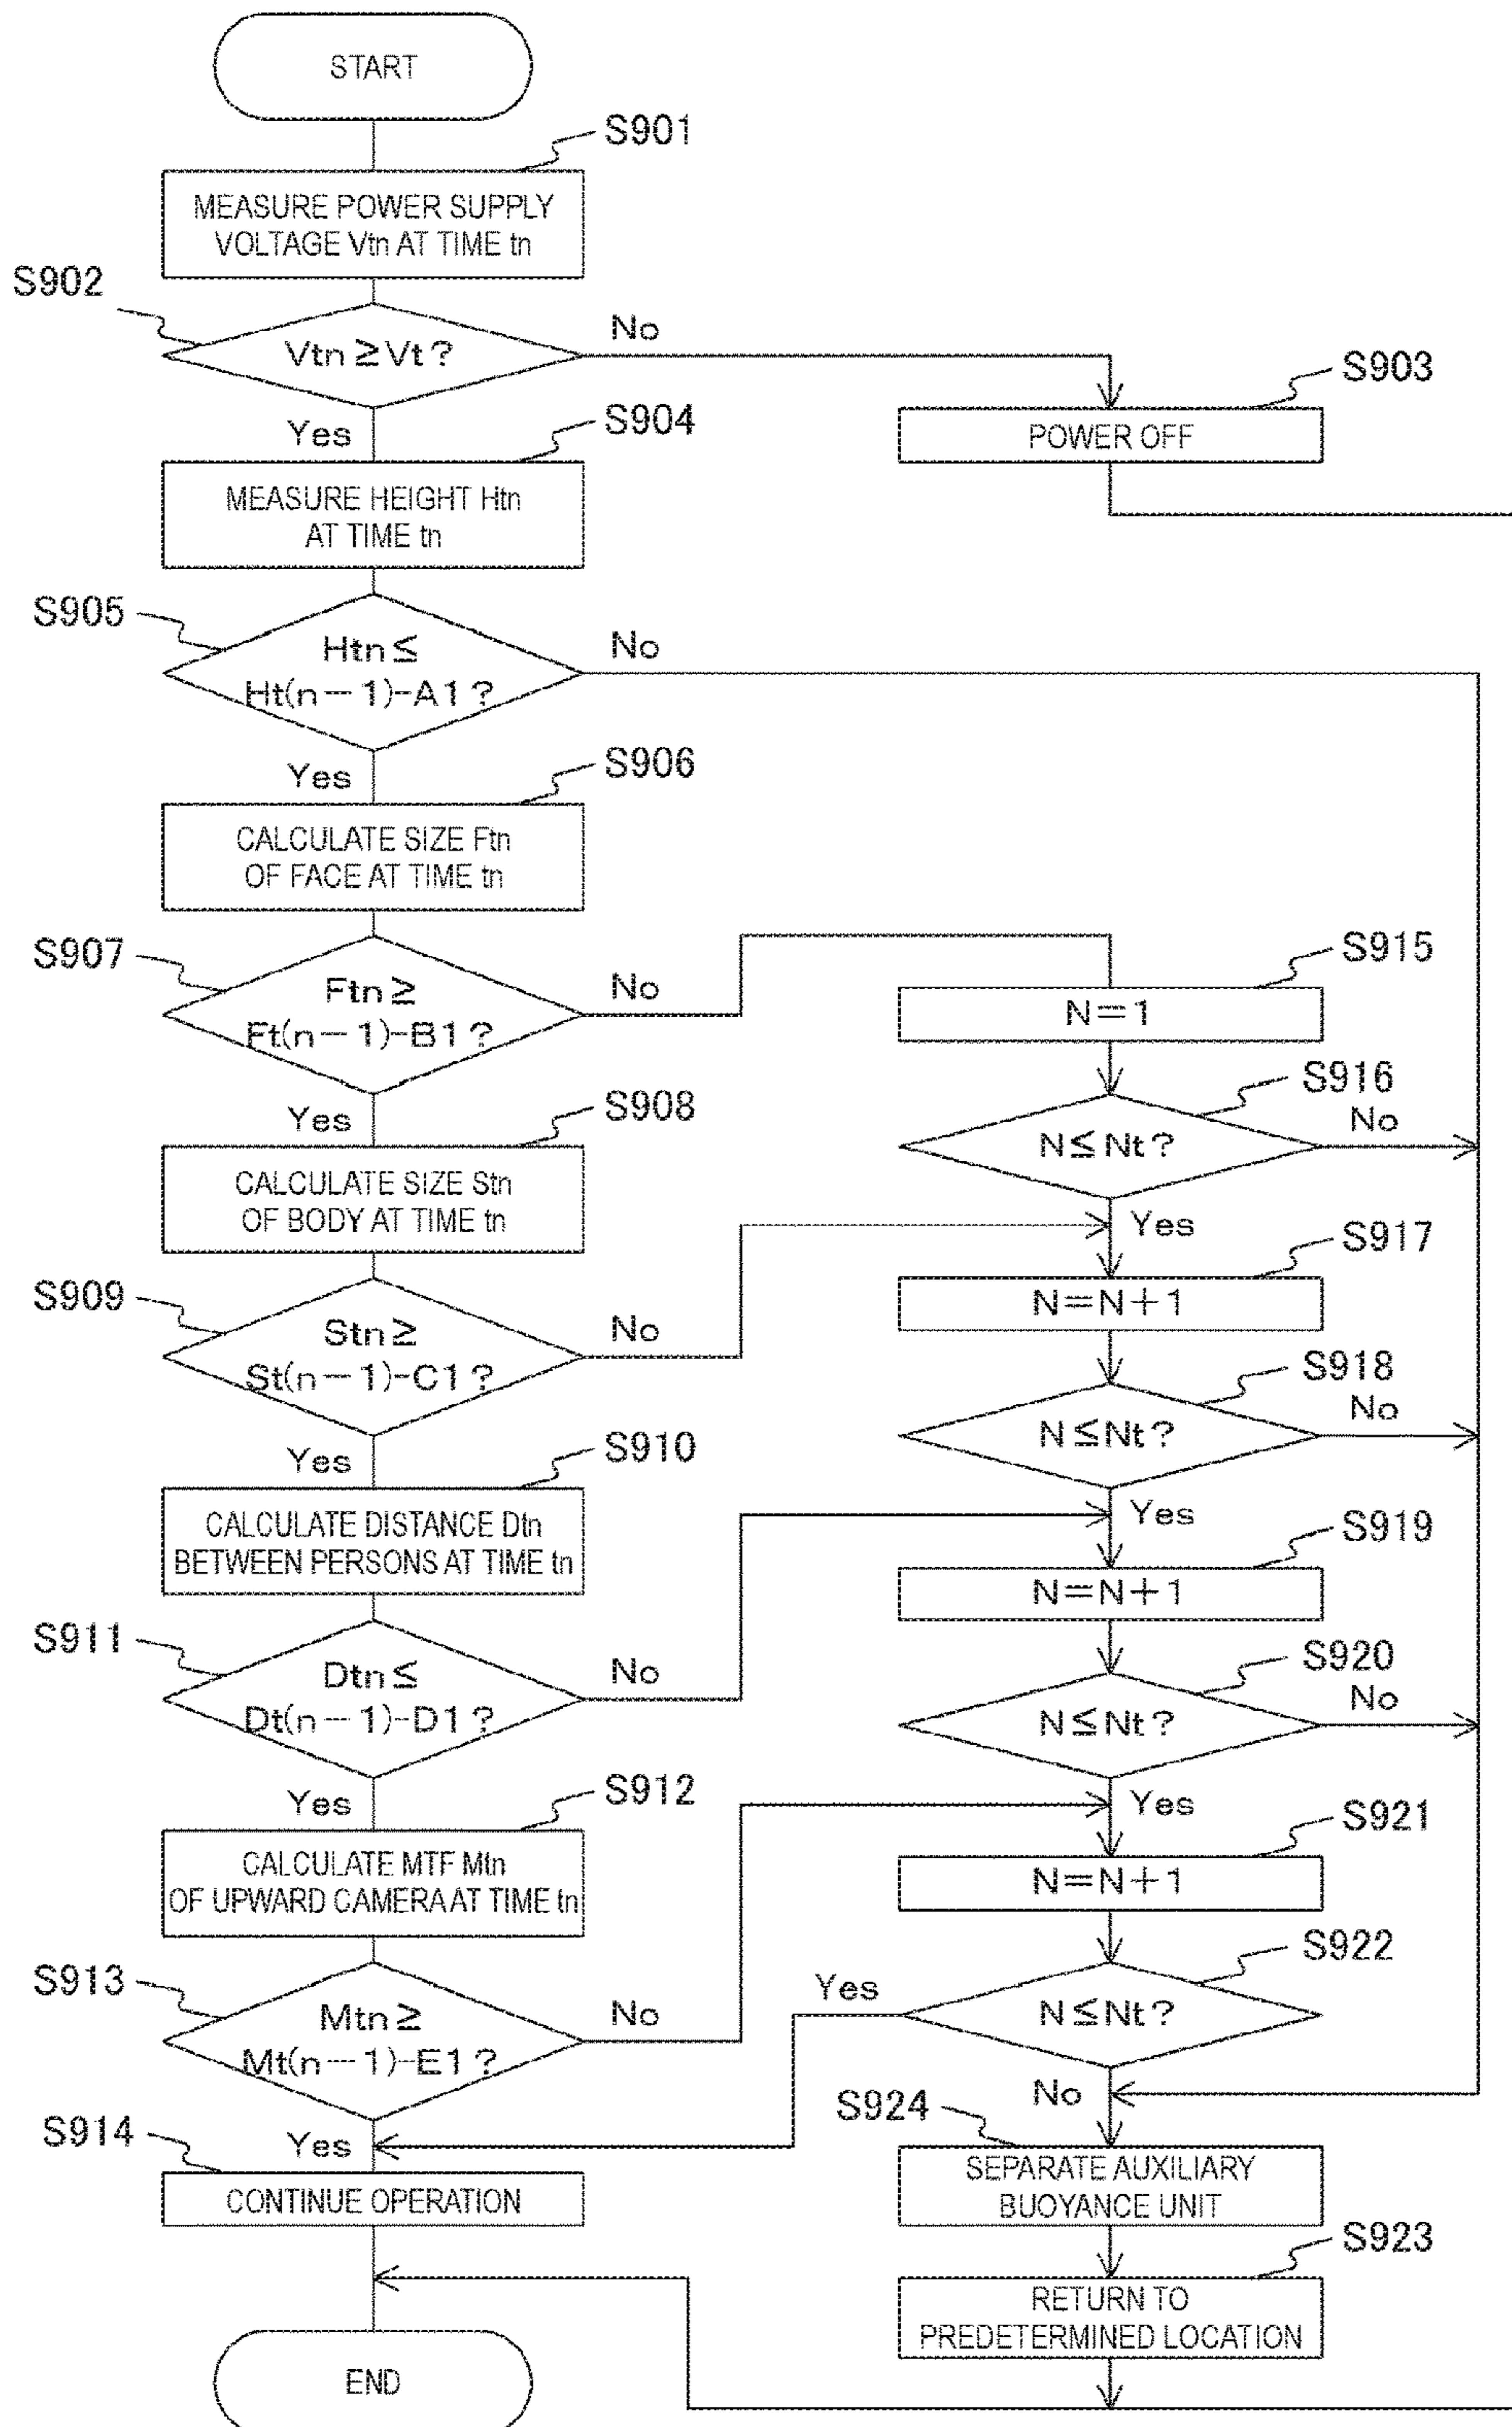 START
S901
MEASURE POWER SUPPLY
VOLTAGE Vtn AT TIME tn
S902
Vtn ≥ Vt ?
No
Yes
S903
POWER OFF
S904
MEASURE HEIGHT Htn
AT TIME tn
S905
Htn ≤
Ht(n-1)-A1 ?
No
Yes
S906
CALCULATE SIZE Ftn
OF FACE AT TIME tn
S907
Ftn ≥
Ft(n-1)-B1 ?
No
Yes
S908
CALCULATE SIZE Stn
OF BODY AT TIME tn
S909
Stn ≥
St(n-1)-C1 ?
No
Yes
S910
CALCULATE DISTANCE Dtn
BETWEEN PERSONS AT TIME tn
S911
Dtn ≤
Dt(n-1)-D1 ?
No
Yes
S912
CALCULATE MTF Mtn
OF UPWARD CAMERA AT TIME tn
S913
Mtn ≥
Mt(n-1)-E1 ?
No
Yes
S914
CONTINUE OPERATION
END
S915
N=1
S916
N ≤ Nt ?
No
Yes
S917
N=N+1
S918
N ≤ Nt ?
No
Yes
S919
N=N+1
S920
N ≤ Nt ?
No
Yes
S921
N=N+1
S922
N ≤ Nt ?
Yes
No
S924
SEPARATE AUXILIARY
BUOYANCE UNIT
S923
RETURN TO
PREDETERMINED LOCATION